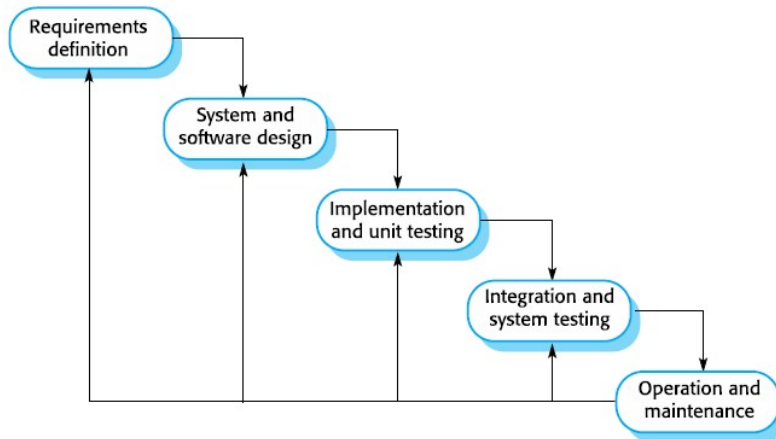 Requirements
definition
System and
software design
Implementation
and unit testing
Integration and
system testing
Operation and
maintenance